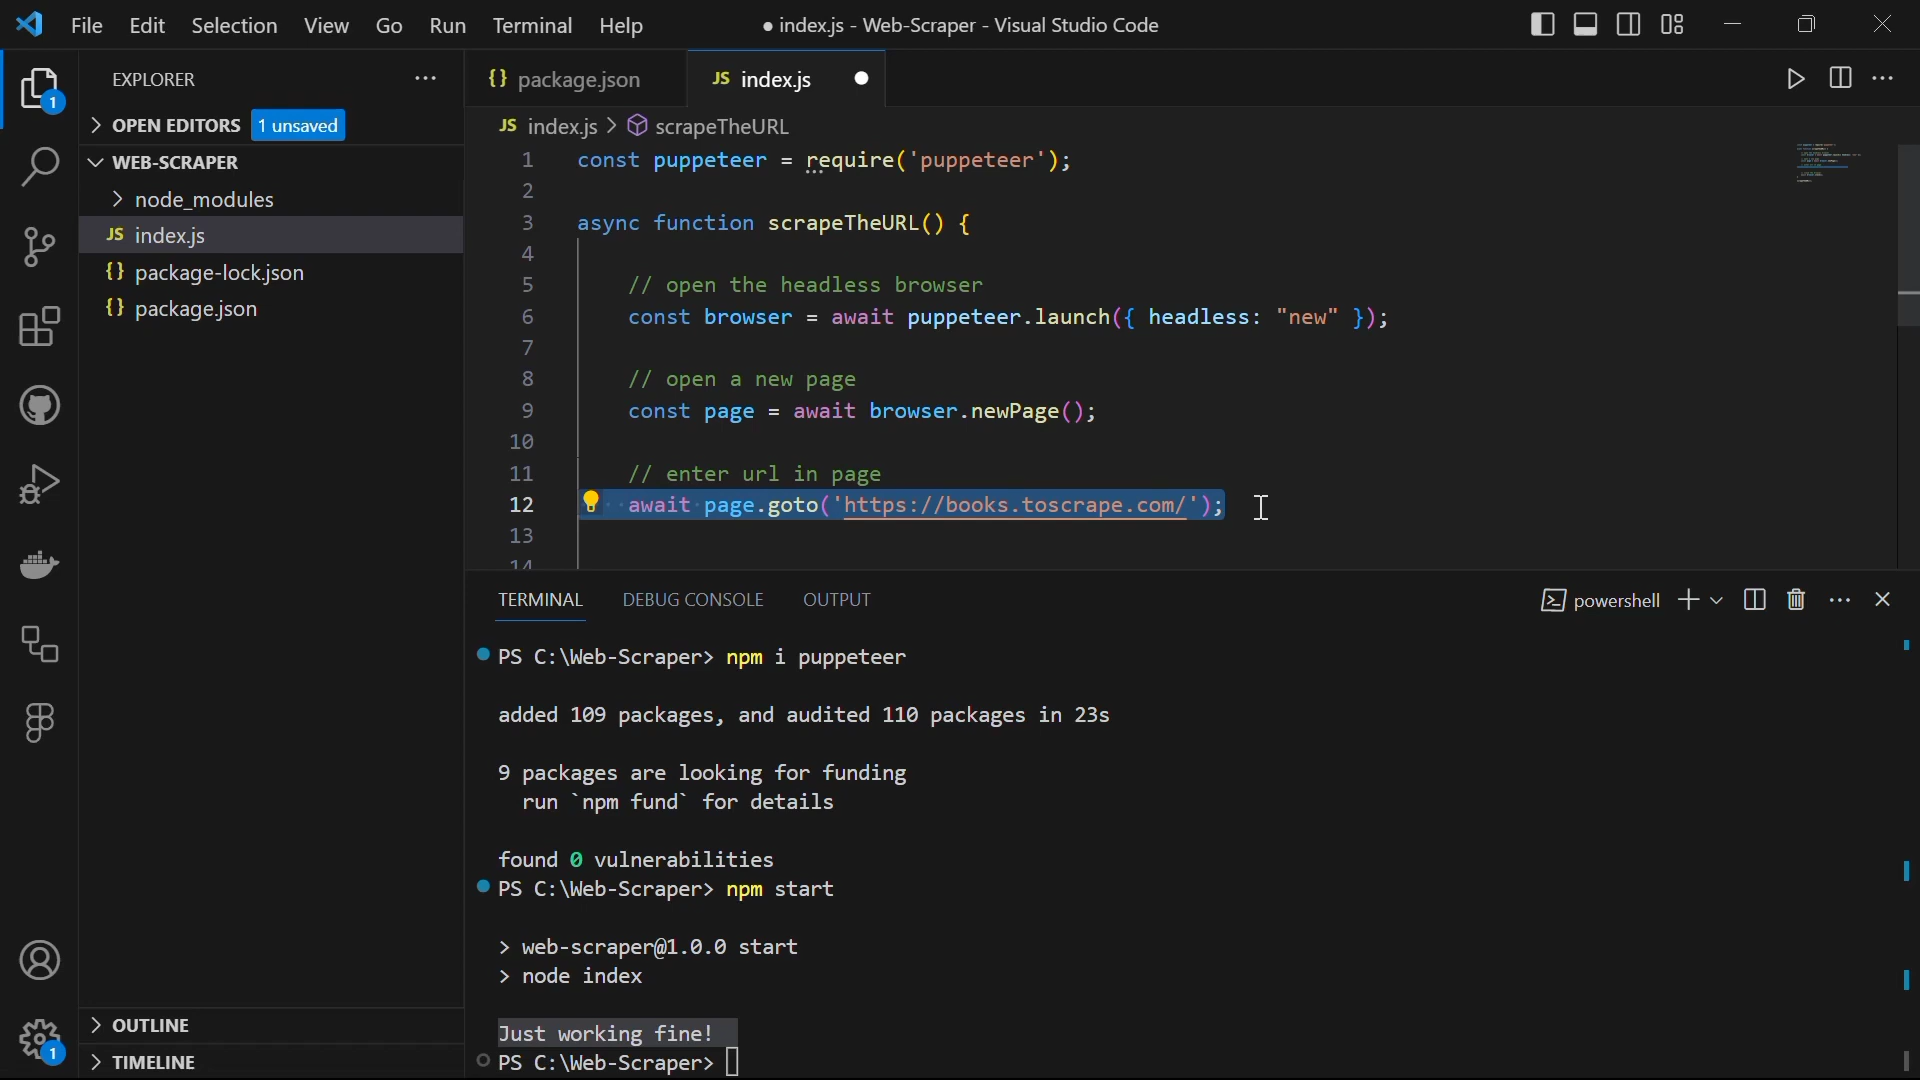 File Edit Selection View Go Run Terminal Help
● index.js - Web-Scraper - Visual Studio Code
EXPLORER
OPEN EDITORS 1 unsaved
WEB-SCRAPER
node_modules
JS index.js
{} package-lock.json
{} package.json
OUTLINE
TIMELINE
1
1
{} package.json
JS index.js
JS index.js > scrapeTheURL
1 const puppeteer = require('puppeteer');
2
3 async function scrapeTheURL() {
4
5 // open the headless browser
6 const browser = await puppeteer.launch({ headless: "new" });
7
8 // open a new page
9 const page = await browser.newPage();
10
11 // enter url in page
12 await page.goto('https://books.toscrape.com/');
13
14
TERMINAL DEBUG CONSOLE OUTPUT
powershell
PS C:\Web-Scraper> npm i puppeteer
added 109 packages, and audited 110 packages in 23s
9 packages are looking for funding
run `npm fund` for details
found 0 vulnerabilities
PS C:\Web-Scraper> npm start
> web-scraper@1.0.0 start
> node index
Just working fine!
PS C:\Web-Scraper>